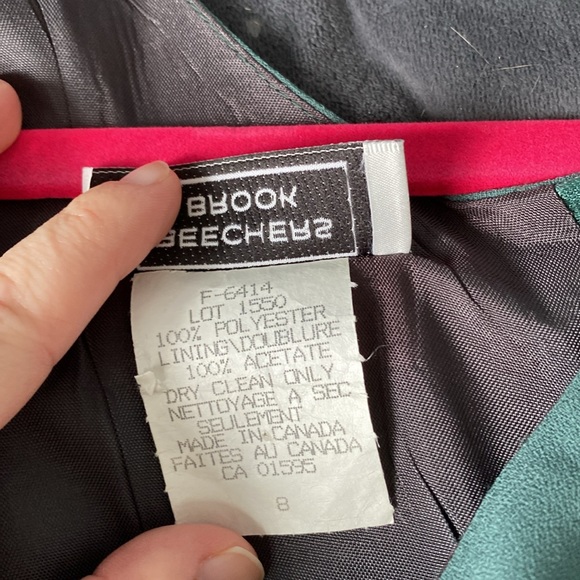 BEECHERS
BROOK
F-6414
LOT 1550
100% POLYESTER
LINING\DOUBLURE
100% ACETATE
DRY CLEAN ONLY
NETTOYAGE A SEC
SEULEMENT
MADE IN CANADA
FAITES AU CANADA
CA 01595
8